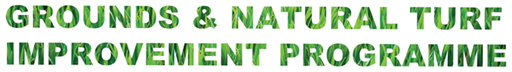 GROUNDS & NATURAL TURF
IMPROVEMENT PROGRAMME